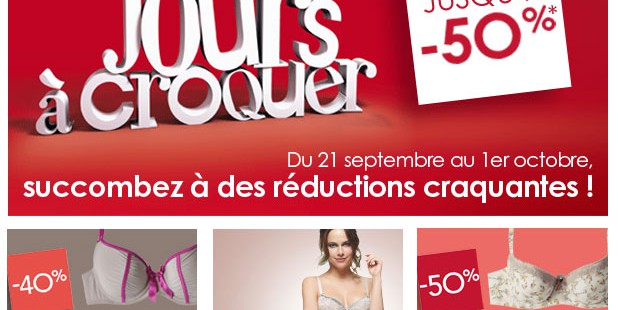 JOURS
à croquer
-50%*
Du 21 septembre au 1er octobre,
succombez à des réductions craquantes !
-40%
-50%